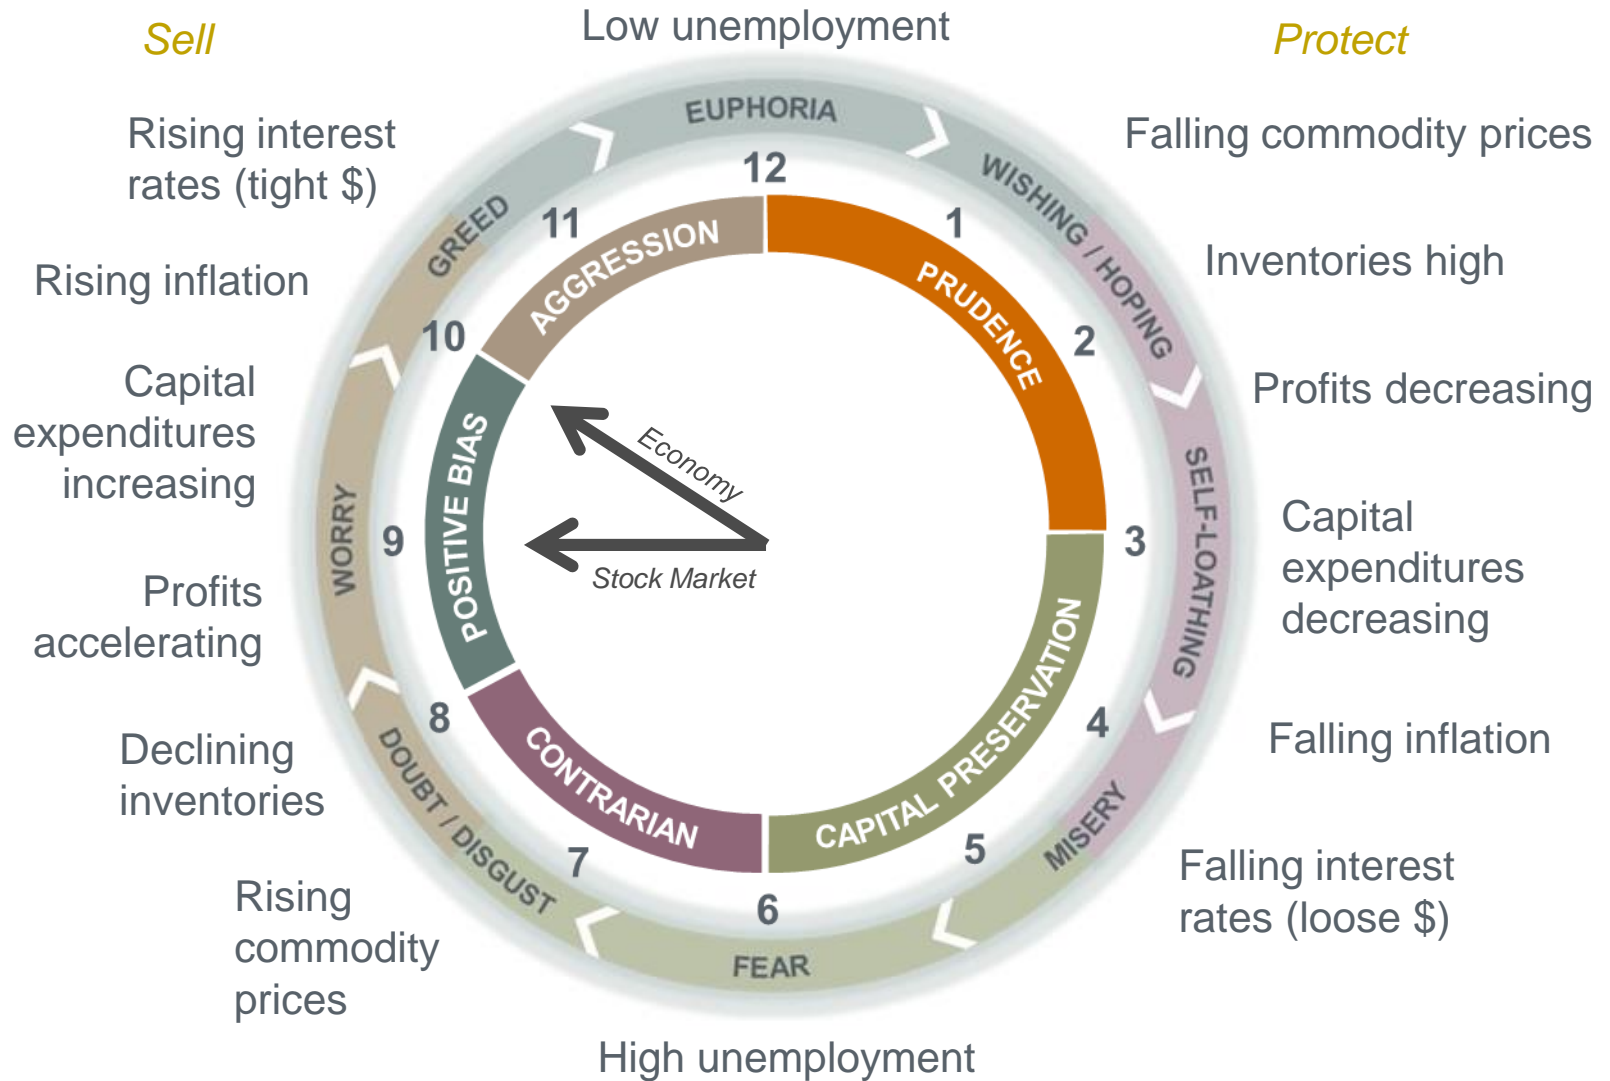 Sell
Low unemployment
Protect
Rising interest
rates (tight $)
Rising inflation
Capital
expenditures
increasing
Profits
accelerating
Declining
inventories
Rising
commodity
prices
High unemployment
Falling commodity prices
Inventories high
Profits decreasing
Capital
expenditures
decreasing
Falling inflation
Falling interest
rates (loose $)
EUPHORIA
WISHING / HOPING
SELF-LOATHING
MISERY
FEAR
DOUBT / DISGUST
WORRY
GREED
12
1
2
3
4
5
6
7
8
9
10
11
PRUDENCE
CAPITAL PRESERVATION
CONTRARIAN
POSITIVE BIAS
AGGRESSION
Economy
Stock Market